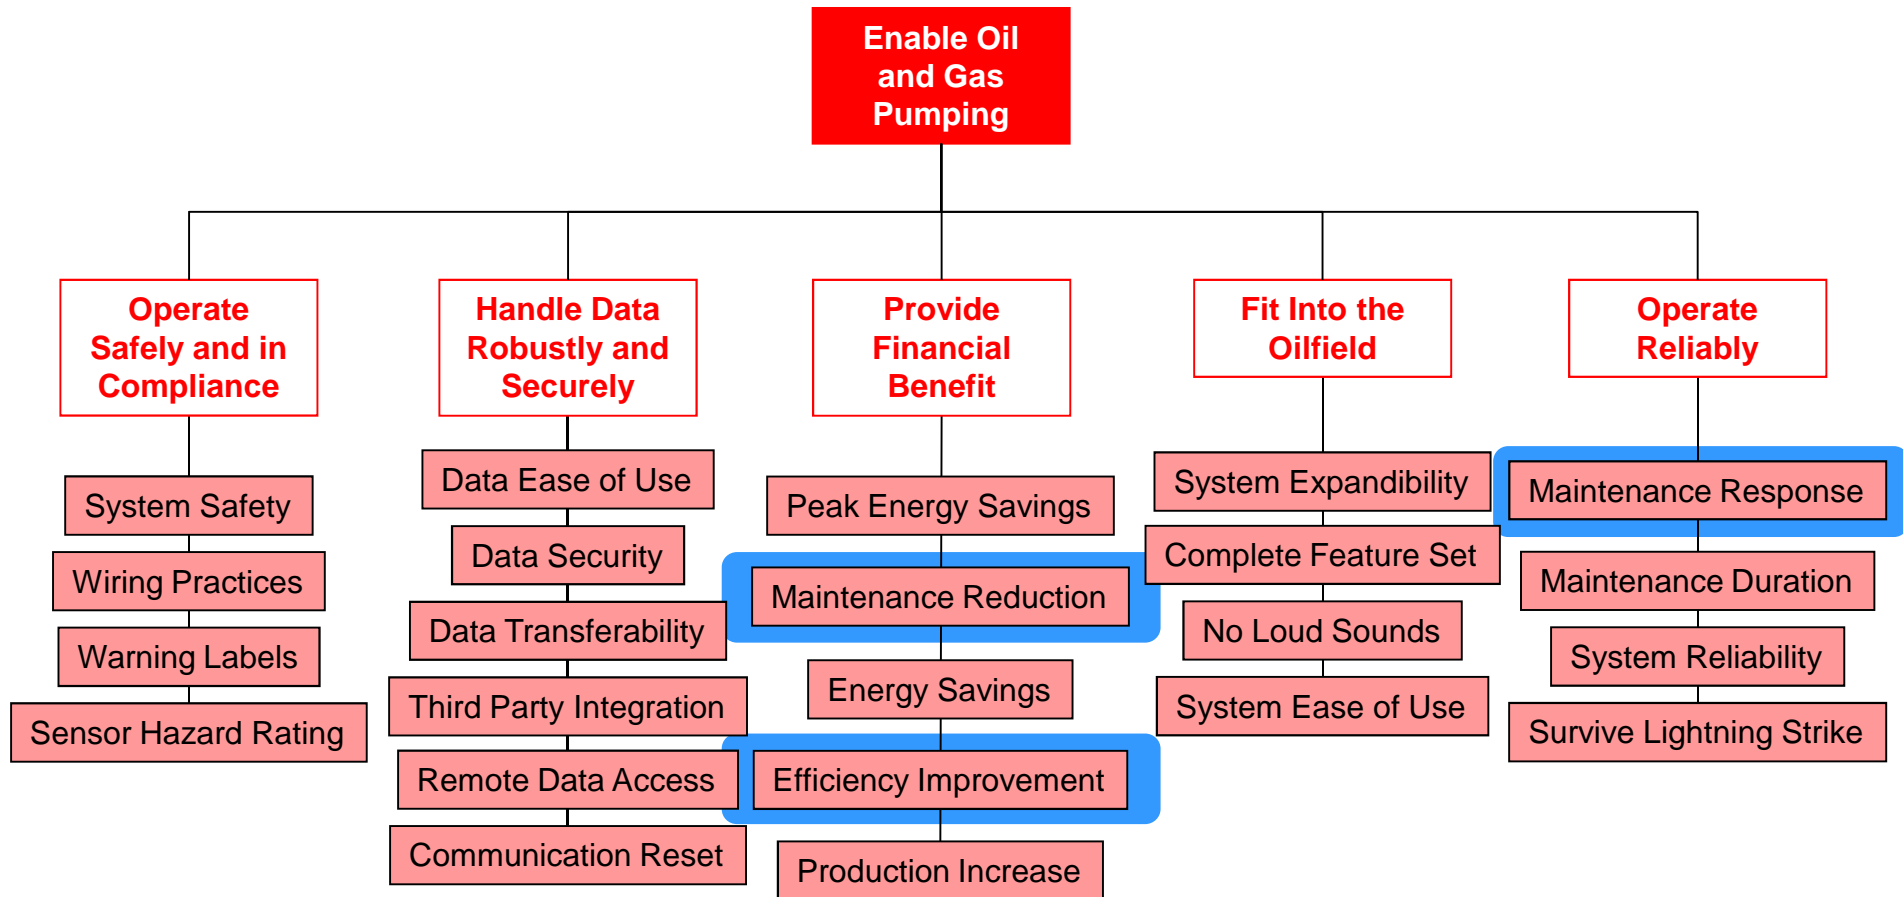 Enable Oil
and Gas
Pumping
Operate
Safely and in
Compliance
Handle Data
Robustly and
Securely
Provide
Financial
Benefit
Fit Into the
Oilfield
Operate
Reliably
System Safety
Wiring Practices
Warning Labels
Sensor Hazard Rating
Data Ease of Use
Data Security
Data Transferability
Third Party Integration
Remote Data Access
Communication Reset
Peak Energy Savings
Maintenance Reduction
Energy Savings
Efficiency Improvement
Production Increase
System Expandibility
Complete Feature Set
No Loud Sounds
System Ease of Use
Maintenance Response
Maintenance Duration
System Reliability
Survive Lightning Strike